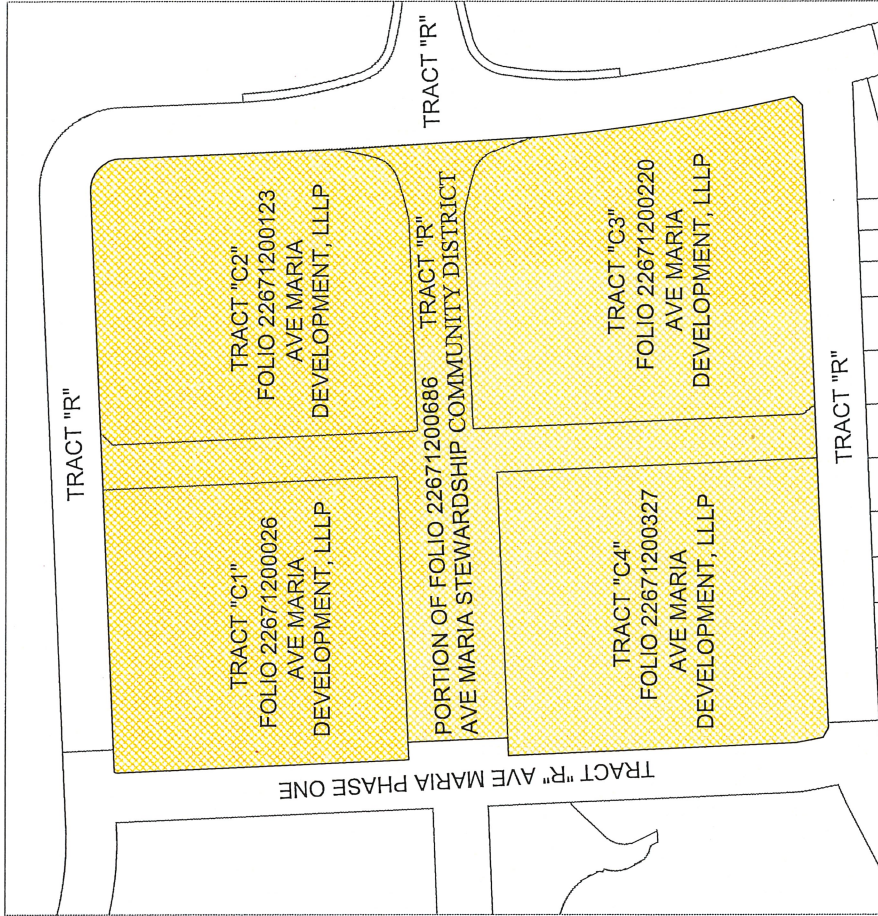 TRACT "R"
TRACT "C1"
FOLIO 22671200026
AVE MARIA
DEVELOPMENT, LLLP
TRACT "C2"
FOLIO 22671200123
AVE MARIA
DEVELOPMENT, LLLP
TRACT "R"
PORTION OF FOLIO 22671200686 TRACT "R"
AVE MARIA STEWARDSHIP COMMUNITY DISTRICT
TRACT "C4"
FOLIO 22671200327
AVE MARIA
DEVELOPMENT, LLLP
TRACT "C3"
FOLIO 22671200220
AVE MARIA
DEVELOPMENT, LLLP
TRACT "R"
TRACT "R" AVE MARIA PHASE ONE